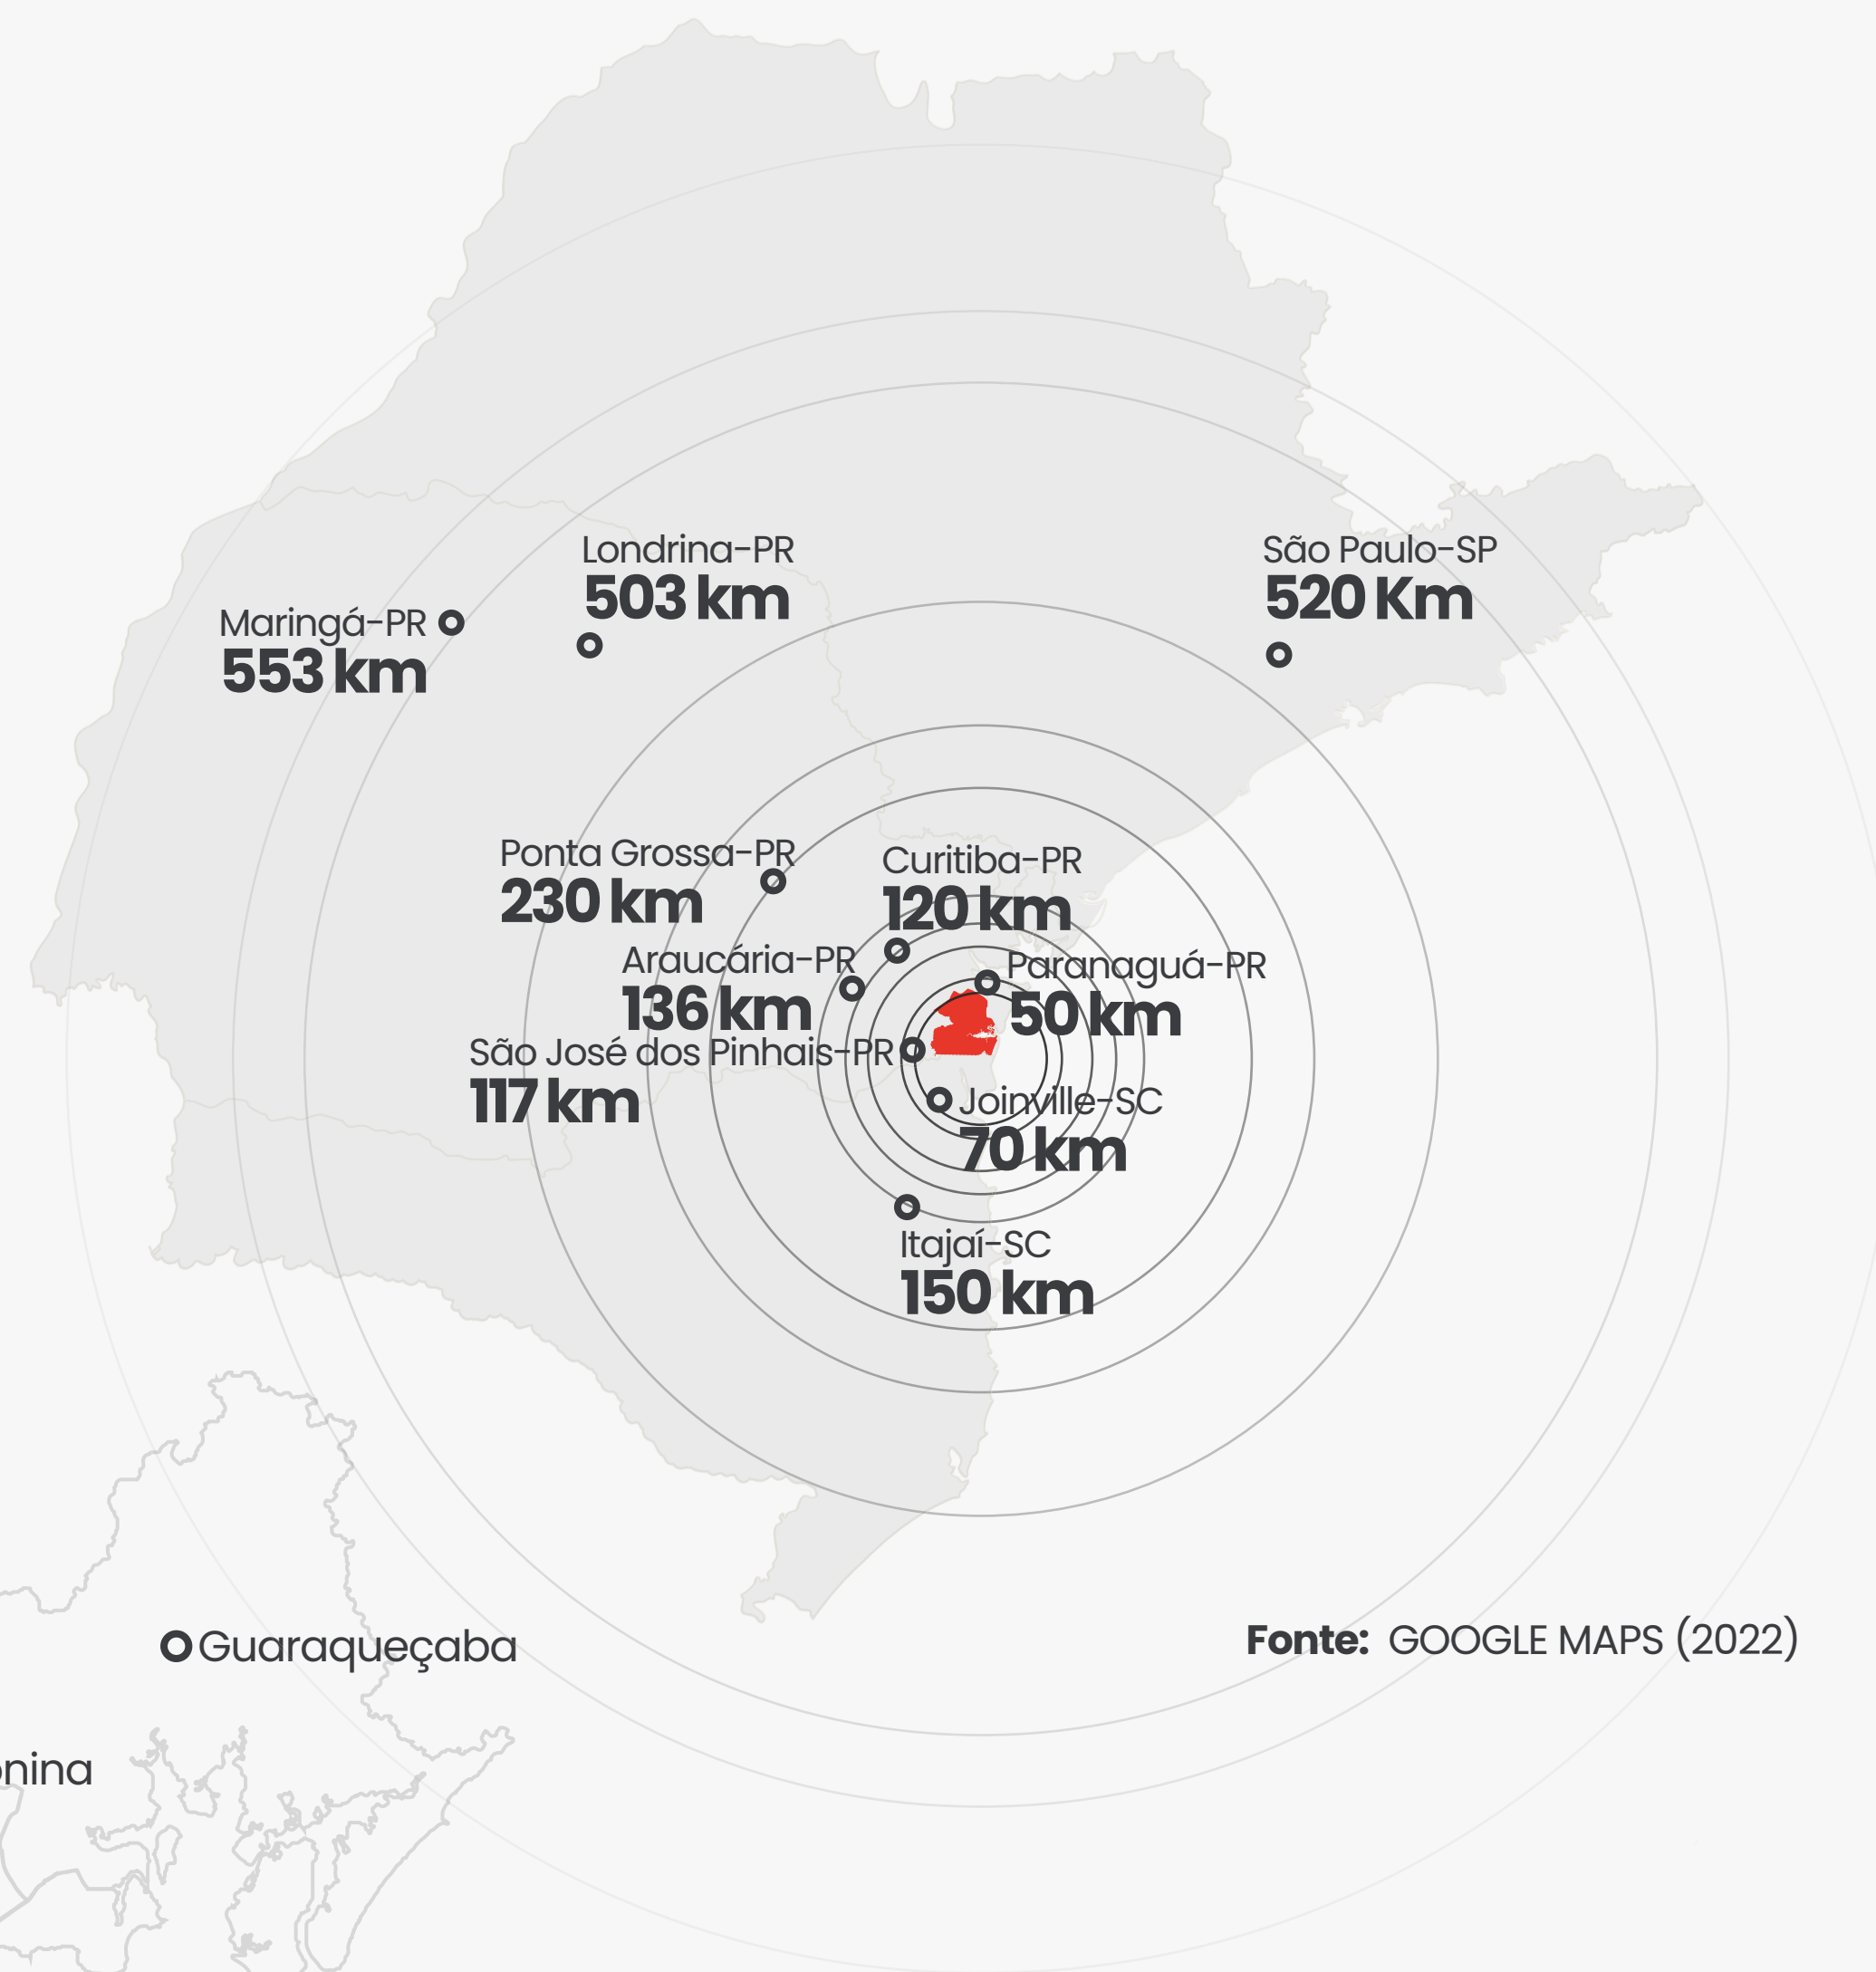 Londrina-PR
503 km
São Paulo-SP
520 Km
Maringá-PR
553 km
Ponta Grossa-PR
230 km
Curitiba-PR
120 km
Araucária-PR
136 km
Paranaguá-PR
50 km
São José dos Pinhais-PR
117 km
Joinville-SC
70 km
Itajaí-SC
150 km
Guaraqueçaba
Fonte: GOOGLE MAPS (2022)